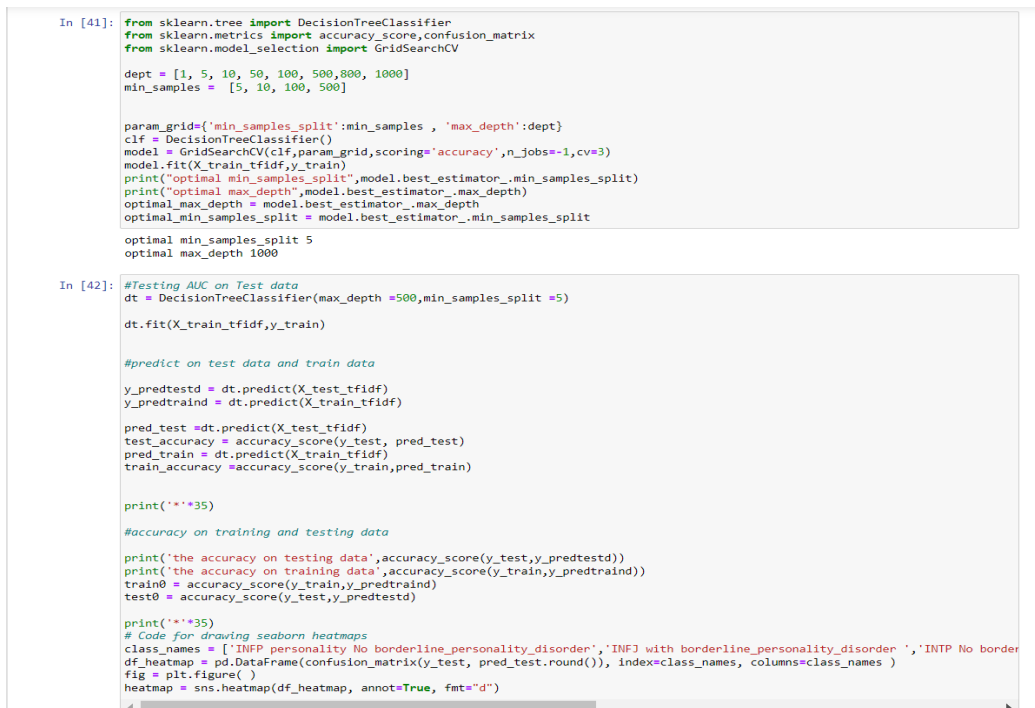 In [41]: from sklearn.tree import DecisionTreeClassifier
from sklearn.metrics import accuracy_score,confusion_matrix
from sklearn.model_selection import GridSearchCV
dept = [1, 5, 10, 50, 100, 500,800, 1000]
min_samples =  [5, 10, 100, 500]
param_grid={'min_samples_split':min_samples , 'max_depth':dept}
clf = DecisionTreeClassifier()
model = GridSearchCV(clf,param_grid,scoring='accuracy',n_jobs=-1,cv=3)
model.fit(X_train_tfidf,y_train)
print("optimal min_samples_split",model.best_estimator_.min_samples_split)
print("optimal max_depth",model.best_estimator_.max_depth)
optimal_max_depth = model.best_estimator_.max_depth
optimal_min_samples_split = model.best_estimator_.min_samples_split
optimal min_samples_split 5
optimal max_depth 1000
In [42]: #Testing AUC on Test data
dt = DecisionTreeClassifier(max_depth =500,min_samples_split =5)
dt.fit(X_train_tfidf,y_train)
#predict on test data and train data
y_predtestd = dt.predict(X_test_tfidf)
y_predtraind = dt.predict(X_train_tfidf)
pred_test =dt.predict(X_test_tfidf)
test_accuracy = accuracy_score(y_test, pred_test)
pred_train = dt.predict(X_train_tfidf)
train_accuracy =accuracy_score(y_train,pred_train)
print('*'*35)
#accuracy on training and testing data
print('the accuracy on testing data',accuracy_score(y_test,y_predtestd))
print('the accuracy on training data',accuracy_score(y_train,y_predtraind))
train0 = accuracy_score(y_train,y_predtraind)
test0 = accuracy_score(y_test,y_predtestd)
print('*'*35)
# Code for drawing seaborn heatmaps
class_names = ['INFP personality No borderline_personality_disorder','INFJ with borderline_personality_disorder ','INTP No border
df_heatmap = pd.DataFrame(confusion_matrix(y_test, pred_test.round()), index=class_names, columns=class_names )
fig = plt.figure( )
heatmap = sns.heatmap(df_heatmap, annot=True, fmt="d")